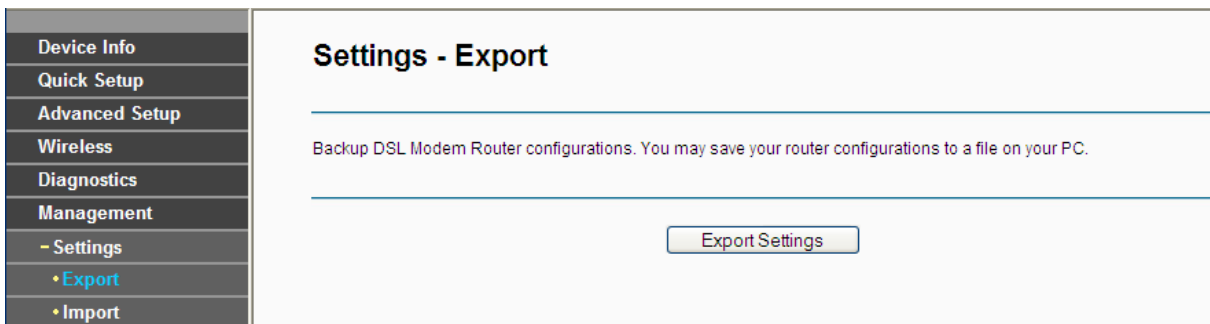 Device Info
Quick Setup
Advanced Setup
Wireless
Diagnostics
Management
- Settings
• Export
• Import
Settings - Export
Backup DSL Modem Router configurations. You may save your router configurations to a file on your PC.
Export Settings